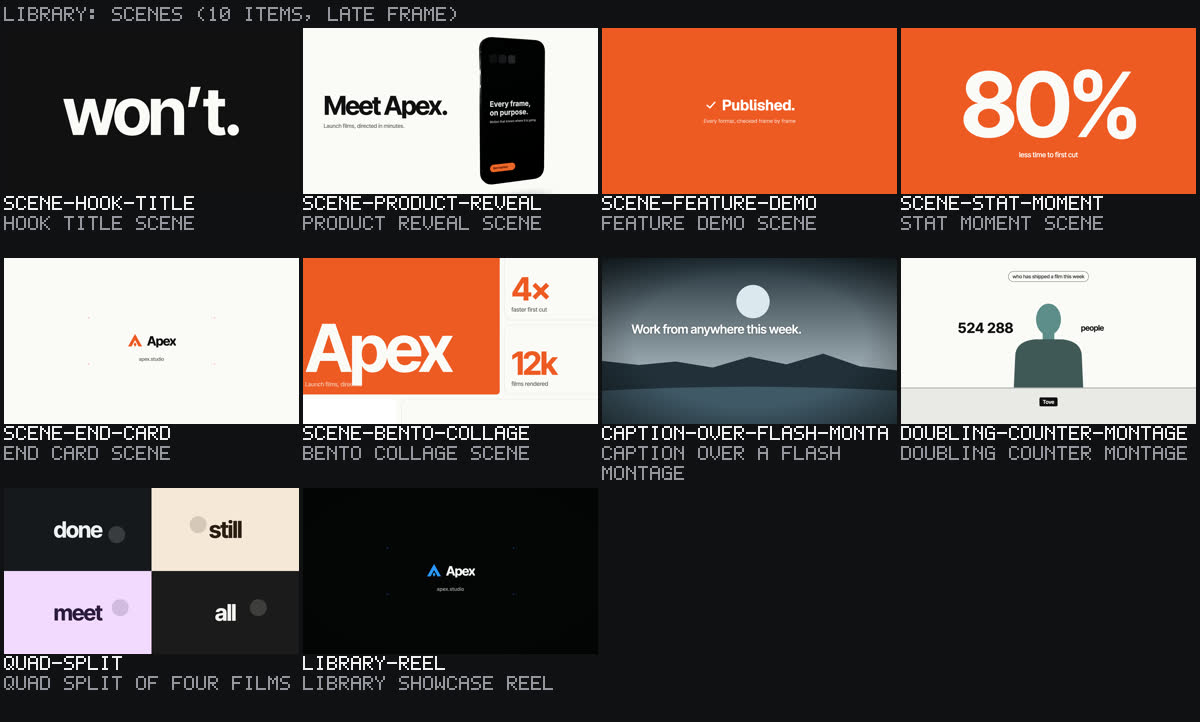 LIBRARY: SCENES (10 ITEMS, LATE FRAME)
won't.
Meet Apex.
Launch films, directed in minutes.
Every frame,
on purpose.
Published.
Every format, checked frame by frame
80%
less time to first cut
SCENE-HOOK-TITLE
HOOK TITLE SCENE
SCENE-PRODUCT-REVEAL
PRODUCT REVEAL SCENE
SCENE-FEATURE-DEMO
FEATURE DEMO SCENE
SCENE-STAT-MOMENT
STAT MOMENT SCENE
Apex
apex.studio
Apex
Launch films, direc
4×
faster first cut
12k
films rendered
Work from anywhere this week.
who has shipped a film this week
524 288
people
Tove
SCENE-END-CARD
END CARD SCENE
SCENE-BENTO-COLLAGE
BENTO COLLAGE SCENE
CAPTION-OVER-FLASH-MONTA
CAPTION OVER A FLASH
MONTAGE
DOUBLING-COUNTER-MONTAGE
DOUBLING COUNTER MONTAGE
done
still
meet
all
Apex
apex.studio
QUAD-SPLIT
QUAD SPLIT OF FOUR FILMS
LIBRARY-REEL
LIBRARY SHOWCASE REEL